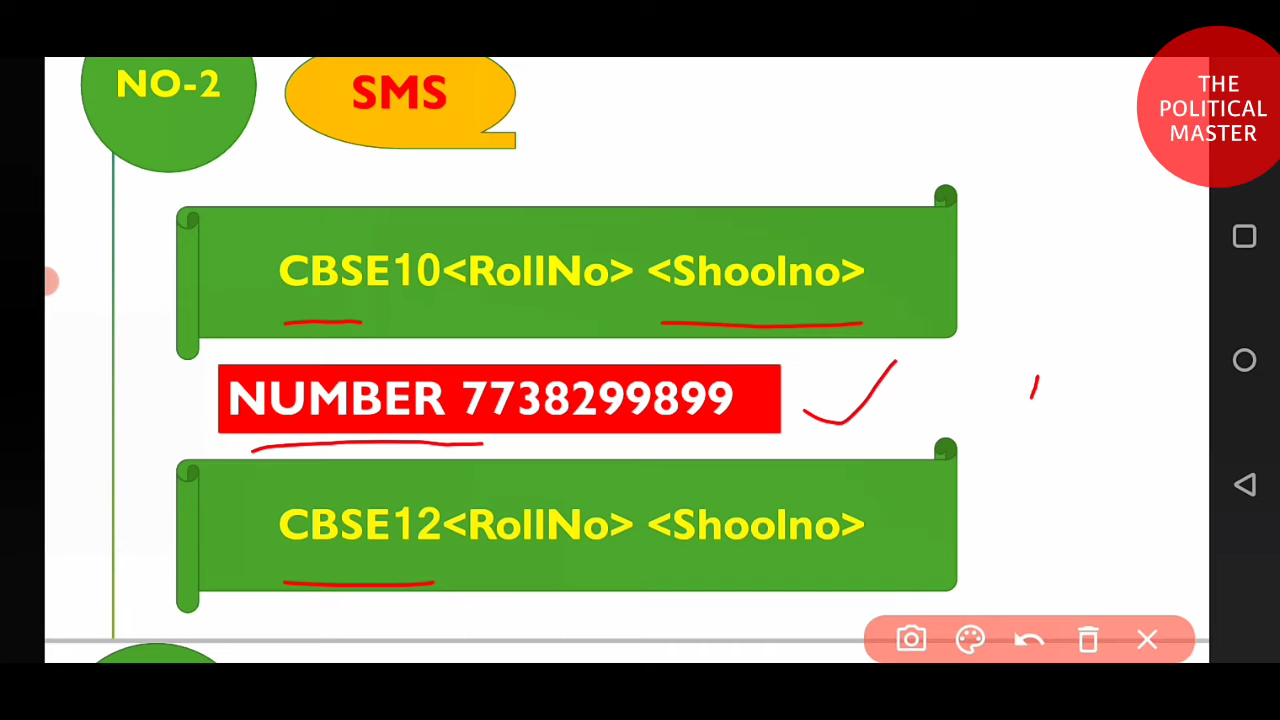 NO-2
SMS
THE
POLITICAL
MASTER
CBSE10<RollNo> <Shoolno>
NUMBER 7738299899
CBSE12<RollNo> <Shoolno>